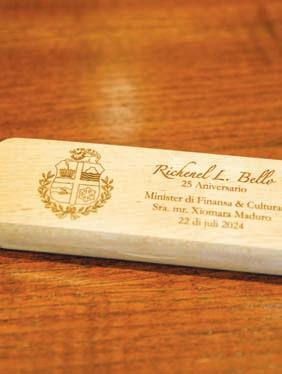 Richenel L. Bello
25 Aniversario
Minister di Finansa & Cultura
Sra. mr. Xiomara Maduro
22 di juli 2024